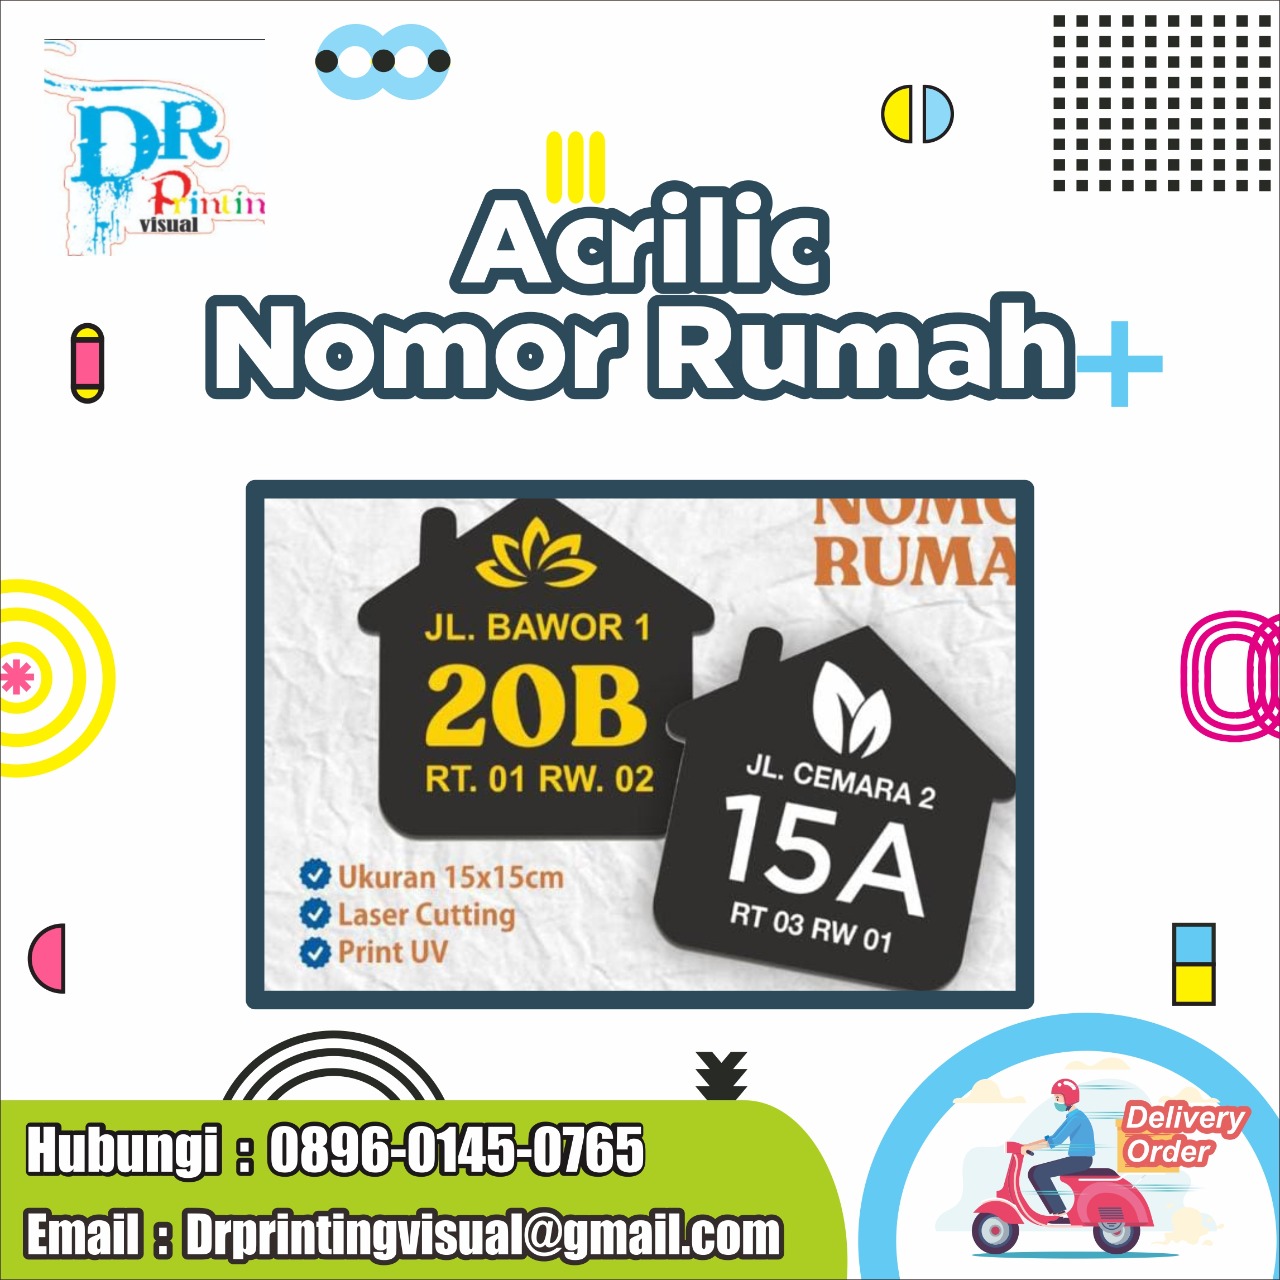 DR
Printin
visual
Acrilic
Nomor Rumah
NOMO
RUMA
JL. BAWOR 1
20B
RT. 01 RW. 02
JL. CEMARA 2
15A
RT 03 RW 01
Ukuran 15x15cm
Laser Cutting
Print UV
Hubungi : 0896-0145-0765
Email : Drprintingvisual@gmail.com
Delivery
Order